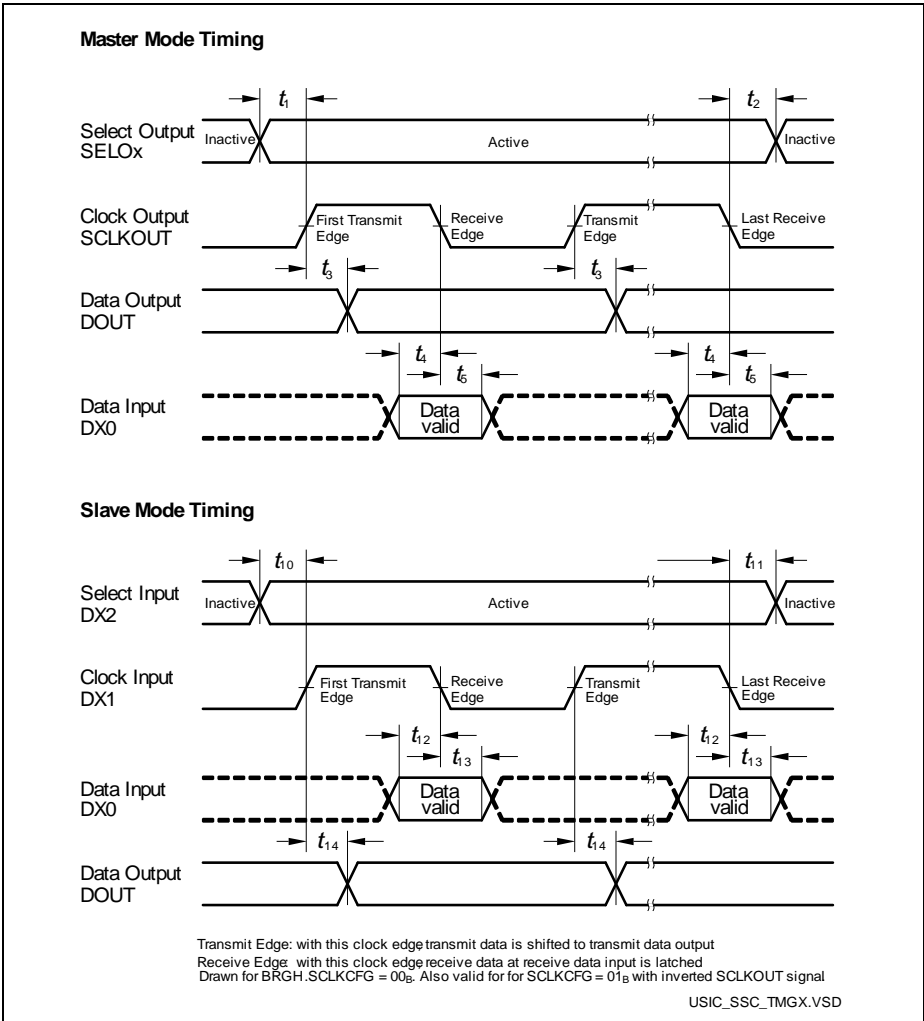 Master Mode Timing
t1
t2
Select Output
SELOx
Inactive
Active
Inactive
Clock Output
SCLKOUT
First Transmit
Edge
Receive
Edge
Transmit
Edge
Last Receive
Edge
t3
t3
Data Output
DOUT
t4
t5
t4
t5
Data Input
DX0
Data
valid
Data
valid
Slave Mode Timing
t10
t11
Select Input
DX2
Inactive
Active
Inactive
Clock Input
DX1
First Transmit
Edge
Receive
Edge
Transmit
Edge
Last Receive
Edge
t12
t13
t12
t13
Data Input
DX0
Data
valid
Data
valid
t14
t14
Data Output
DOUT
Transmit Edge: with this clock edge, transmit data is shifted to transmit data output
Receive Edge: with this clock edge, receive data at receive data input is latched
Drawn for BRGH.SCLKCFG = 00B. Also valid for for SCLKCFG = 01B with inverted SCLKOUT signal.
USIC_SSC_TMGX.VSD